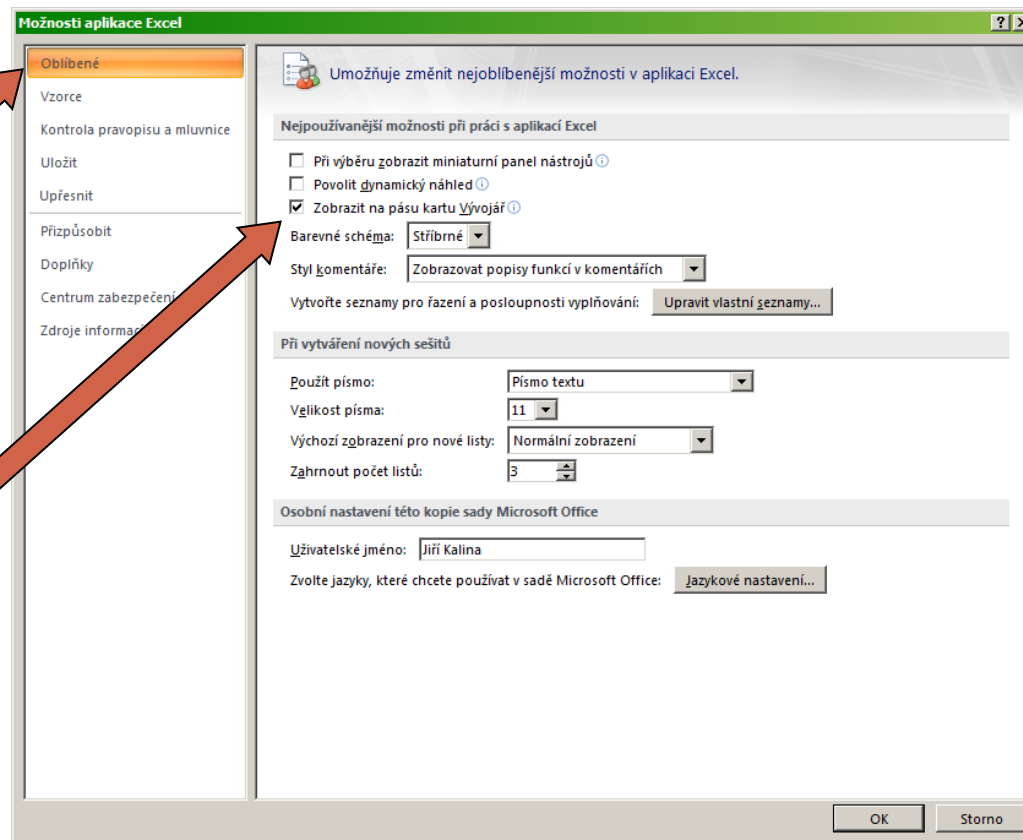 Možnosti aplikace Excel
Oblíbené
Vzorce
Kontrola pravopisu a mluvnice
Uložit
Upřesnit
Přizpůsobit
Doplňky
Centrum zabezpečení
Zdroje informací
Umožňuje změnit nejoblíbenější možnosti v aplikaci Excel.
Nejpoužívanější možnosti při práci s aplikací Excel
Při výběru zobrazit miniaturní panel nástrojů
Povolit dynamický náhled
Zobrazit na pásu kartu Vývojář
Barevné schéma: Stříbrné
Styl komentáře: Zobrazovat popisy funkcí v komentářích
Vytvořte seznamy pro řazení a posloupnosti vyplňování: Upravit vlastní seznamy...
Při vytváření nových sešitů
Použít písmo: Písmo textu
Velikost písma: 11
Výchozí zobrazení pro nové listy: Normální zobrazení
Zahrnout počet listů: 3
Osobní nastavení této kopie sady Microsoft Office
Uživatelské jméno: Jiří Kalina
Zvolte jazyky, které chcete používat v sadě Microsoft Office: Jazykové nastavení...
OK Storno